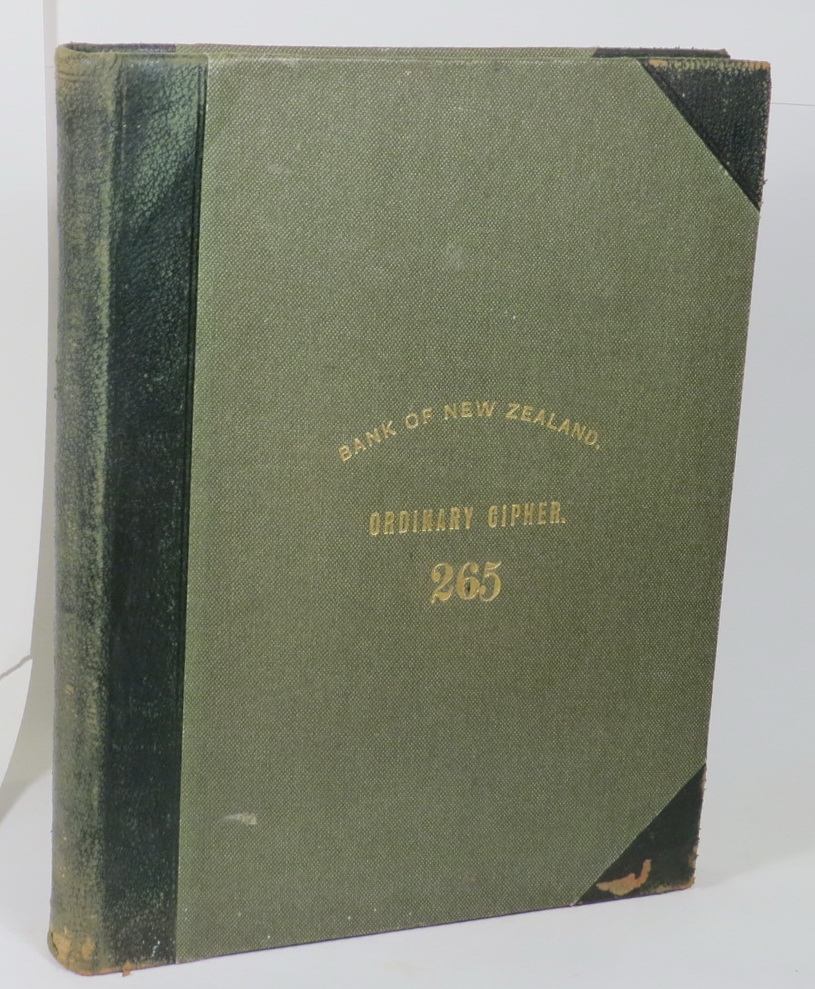 BANK OF NEW ZEALAND.
ORDINARY CIPHER.
265